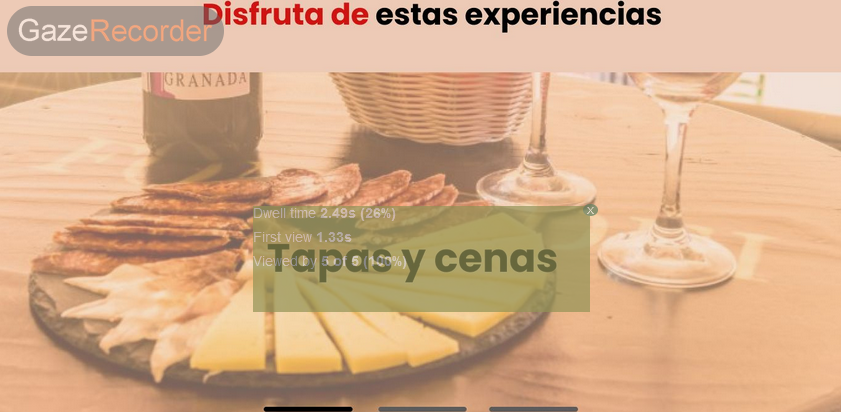 Disfruta de estas experiencias
GazeRecorder
GRANADA
X
Dwell time 2.49s (26%)
First view 1.33s
Viewed by 5 of 5 (100%)
Tapas y cenas